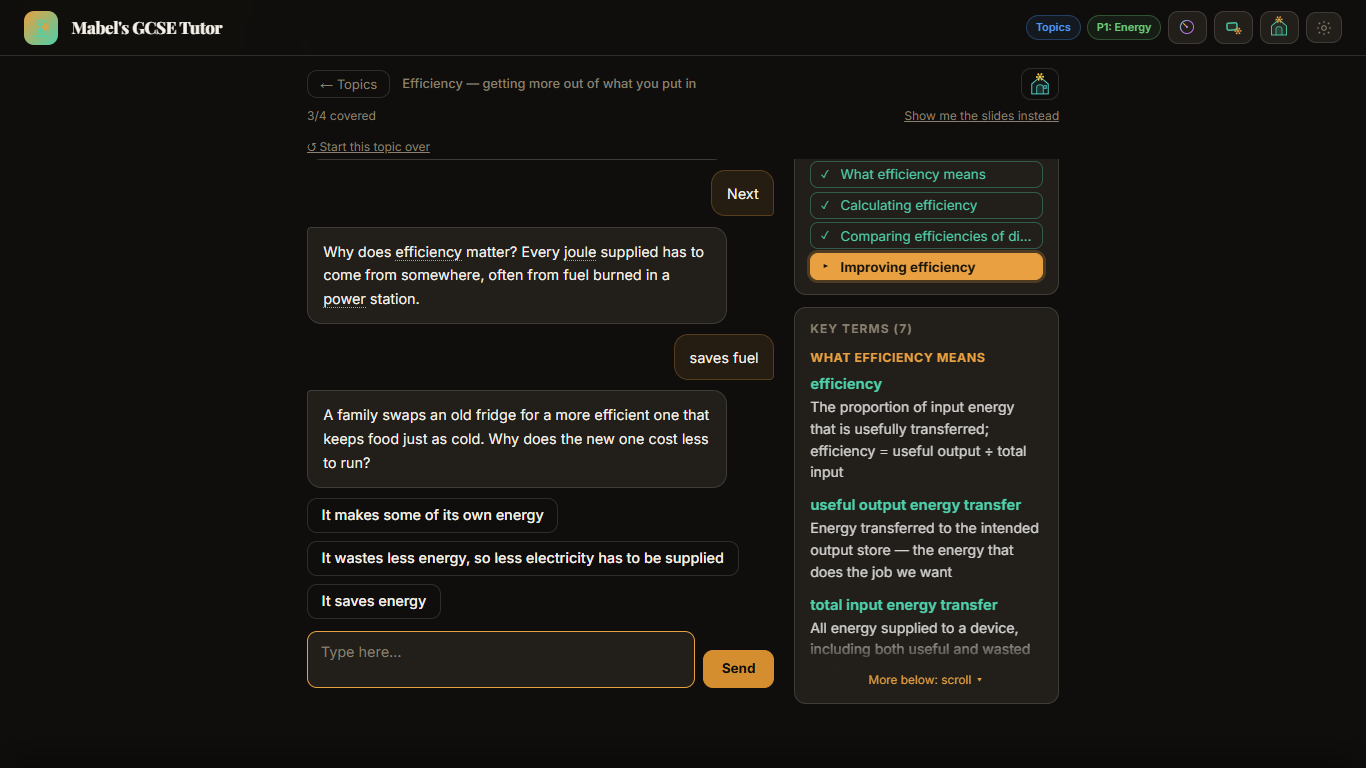 Mabel's GCSE Tutor
Topics
P1: Energy
← Topics
Efficiency — getting more out of what you put in
3/4 covered
Show me the slides instead
↺ Start this topic over
Next
Why does efficiency matter? Every joule supplied has to
come from somewhere, often from fuel burned in a
power station.
saves fuel
A family swaps an old fridge for a more efficient one that
keeps food just as cold. Why does the new one cost less
to run?
It makes some of its own energy
It wastes less energy, so less electricity has to be supplied
It saves energy
Type here...
Send
✓ What efficiency means
✓ Calculating efficiency
✓ Comparing efficiencies of di...
‣ Improving efficiency
KEY TERMS (7)
WHAT EFFICIENCY MEANS
efficiency
The proportion of input energy
that is usefully transferred;
efficiency = useful output ÷ total
input
useful output energy transfer
Energy transferred to the intended
output store — the energy that
does the job we want
total input energy transfer
All energy supplied to a device,
including both useful and wasted
More below: scroll ▾